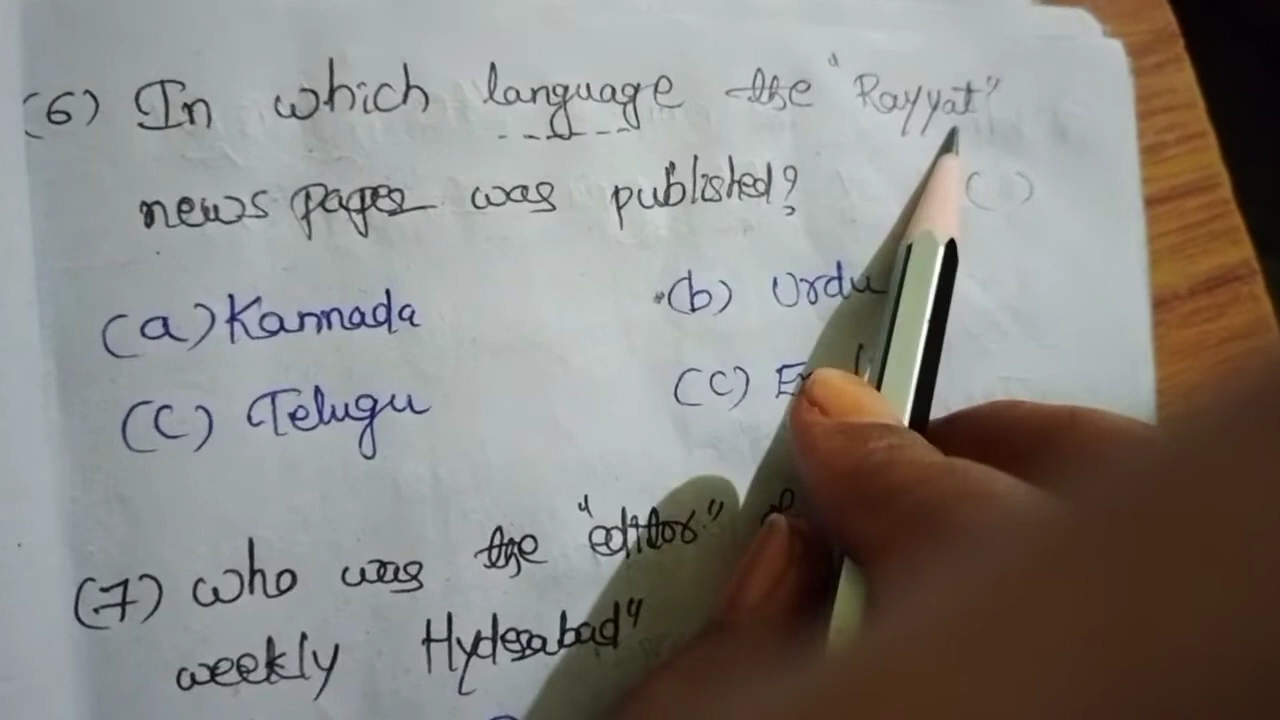 (6) In which language the "Rayyat"
news paper was published? ( )
(a) Kannada (b) Urdu
(c) Telugu (c)
(7) who was the "editor"
weekly Hyderabad"